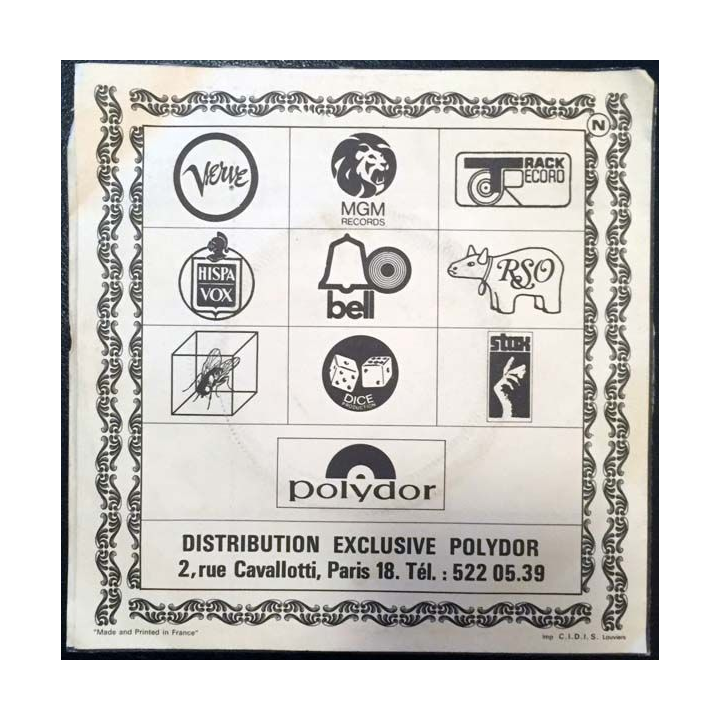 N
Verve
MGM
RECORDS
TRACK
RECORD
HISPA
VOX
bell
RSO
DICE
PRODUCTION
stax
polydor
DISTRIBUTION EXCLUSIVE POLYDOR
2, rue Cavallotti, Paris 18. Tél. : 522 05.39
"Made and Printed in France"
Imp C.I.D.I.S. Louviers